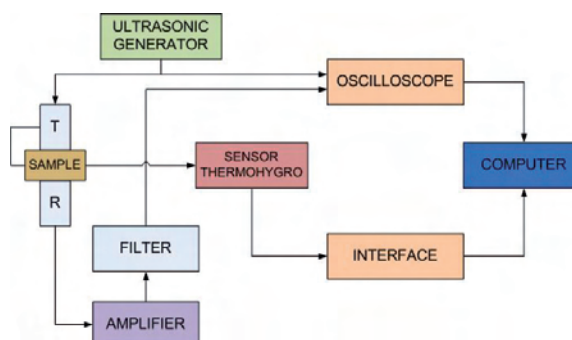 ULTRASONIC
GENERATOR
OSCILLOSCOPE
T
SAMPLE
SENSOR
THERMOHYGRO
COMPUTER
R
FILTER
INTERFACE
AMPLIFIER